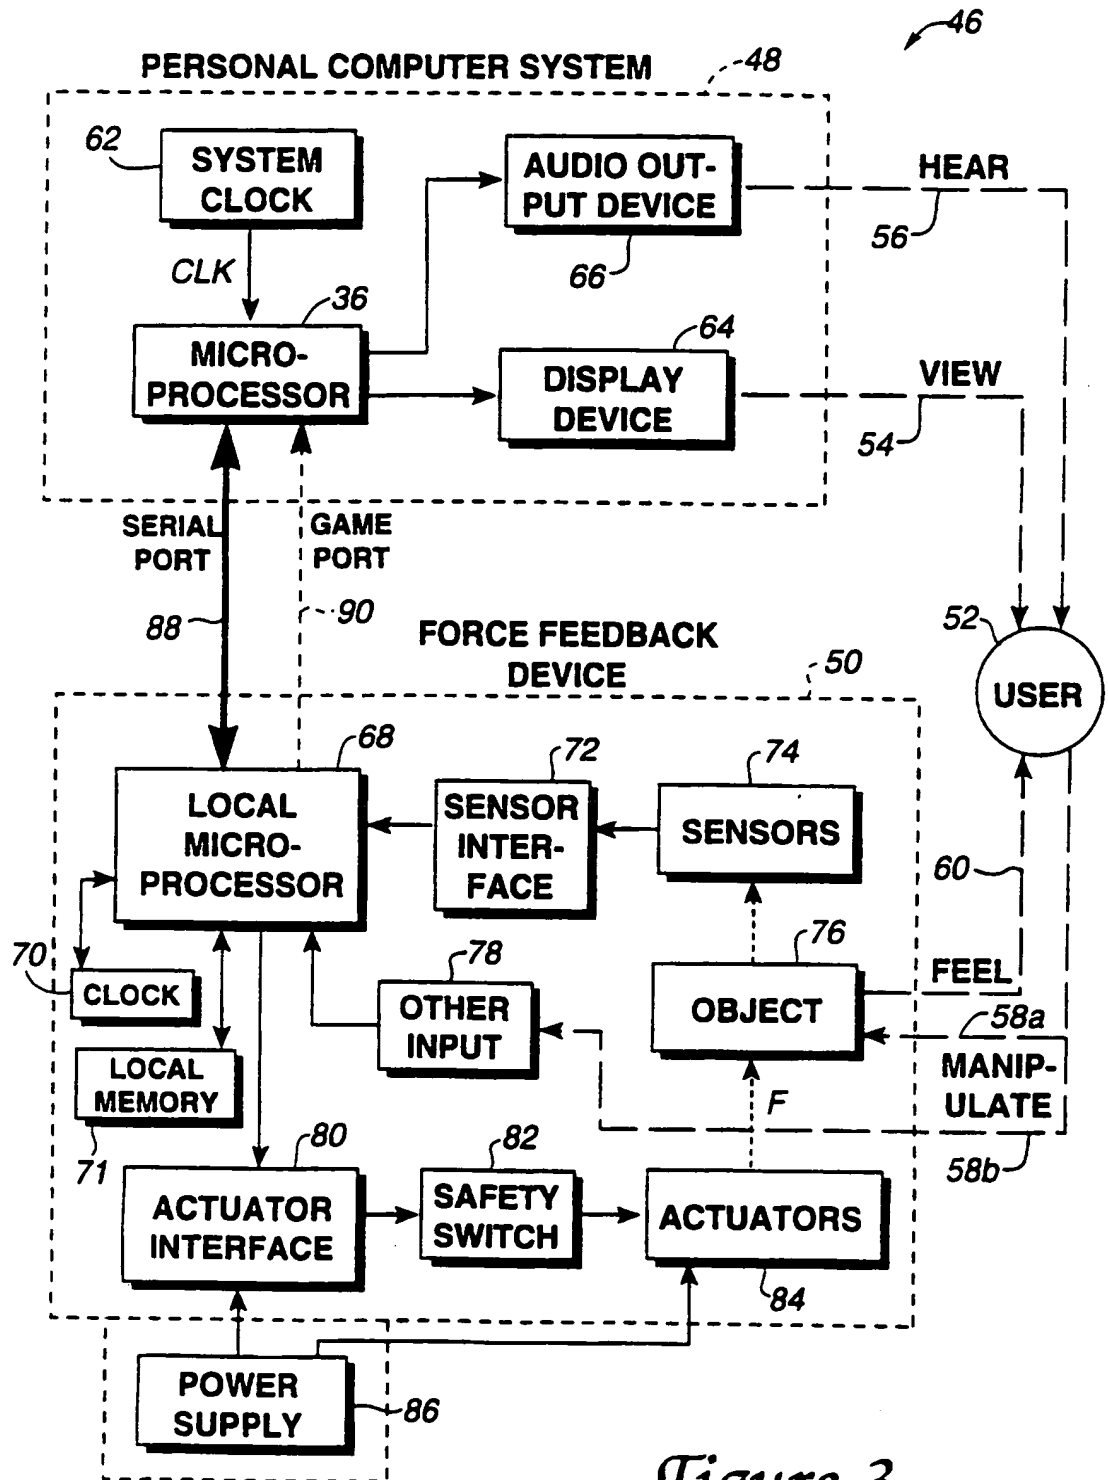 46
PERSONAL COMPUTER SYSTEM
48
62
SYSTEM
CLOCK
AUDIO OUT-
PUT DEVICE
HEAR
56
66
CLK
36
MICRO-
PROCESSOR
64
DISPLAY
DEVICE
VIEW
54
SERIAL
PORT
GAME
PORT
88
90
FORCE FEEDBACK
DEVICE
50
52
USER
68
LOCAL
MICRO-
PROCESSOR
72
SENSOR
INTER-
FACE
74
SENSORS
60
70
CLOCK
78
OTHER
INPUT
76
OBJECT
FEEL
58a
MANIP-
ULATE
58b
LOCAL
MEMORY
71
F
80
ACTUATOR
INTERFACE
82
SAFETY
SWITCH
ACTUATORS
84
POWER
SUPPLY
86
Figure 3